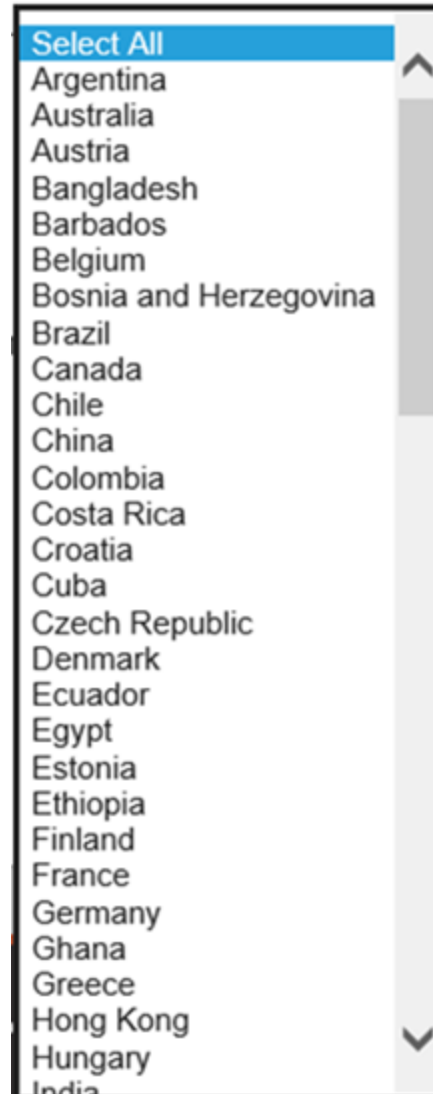 Select All
Argentina
Australia
Austria
Bangladesh
Barbados
Belgium
Bosnia and Herzegovina
Brazil
Canada
Chile
China
Colombia
Costa Rica
Croatia
Cuba
Czech Republic
Denmark
Ecuador
Egypt
Estonia
Ethiopia
Finland
France
Germany
Ghana
Greece
Hong Kong
Hungary
India